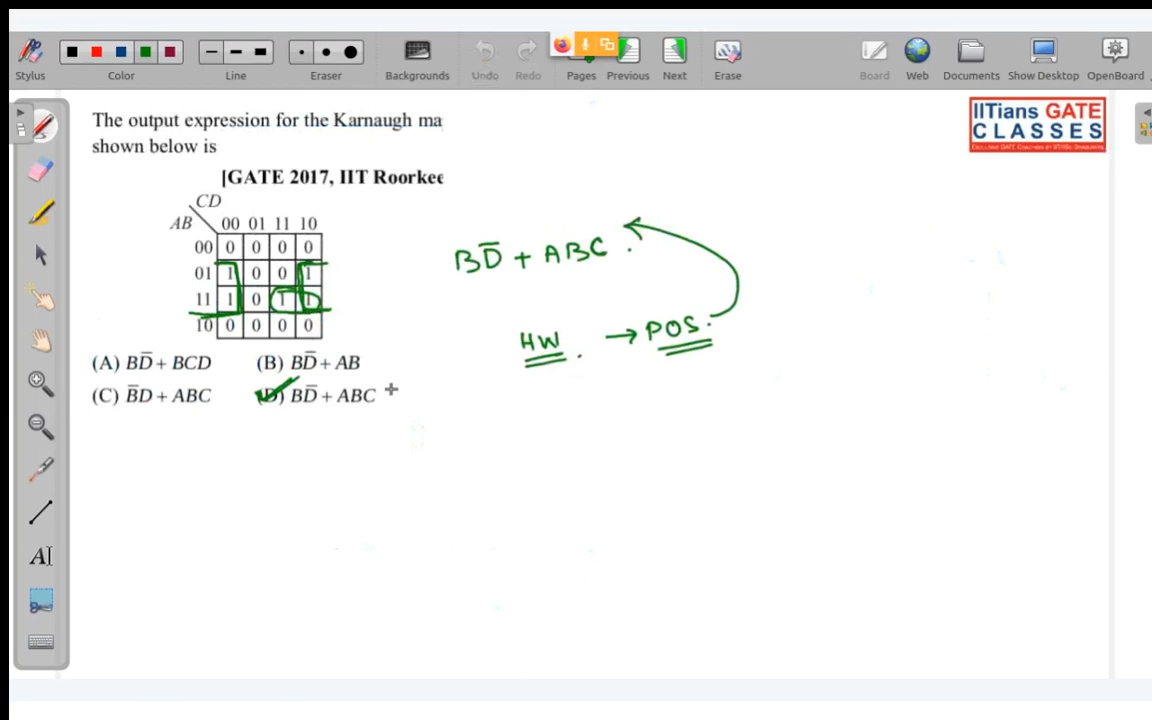 Stylus Color Line Eraser Backgrounds Undo Redo Pages Previous Next Erase Board Web Documents Show Desktop OpenBoard
The output expression for the Karnaugh ma
shown below is
IITians GATE
CLASSES
[GATE 2017, IIT Roorkee
CD
AB 00 01 11 10
00 0 0 0 0
01 1 0 0 1
11 1 0 1 1
10 0 0 0 0
BD̅ + ABC.
HW. → POS.
(A) BD̅ + BCD (B) BD̅ + AB
(C) B̅D + ABC (D) BD̅ + ABC
A